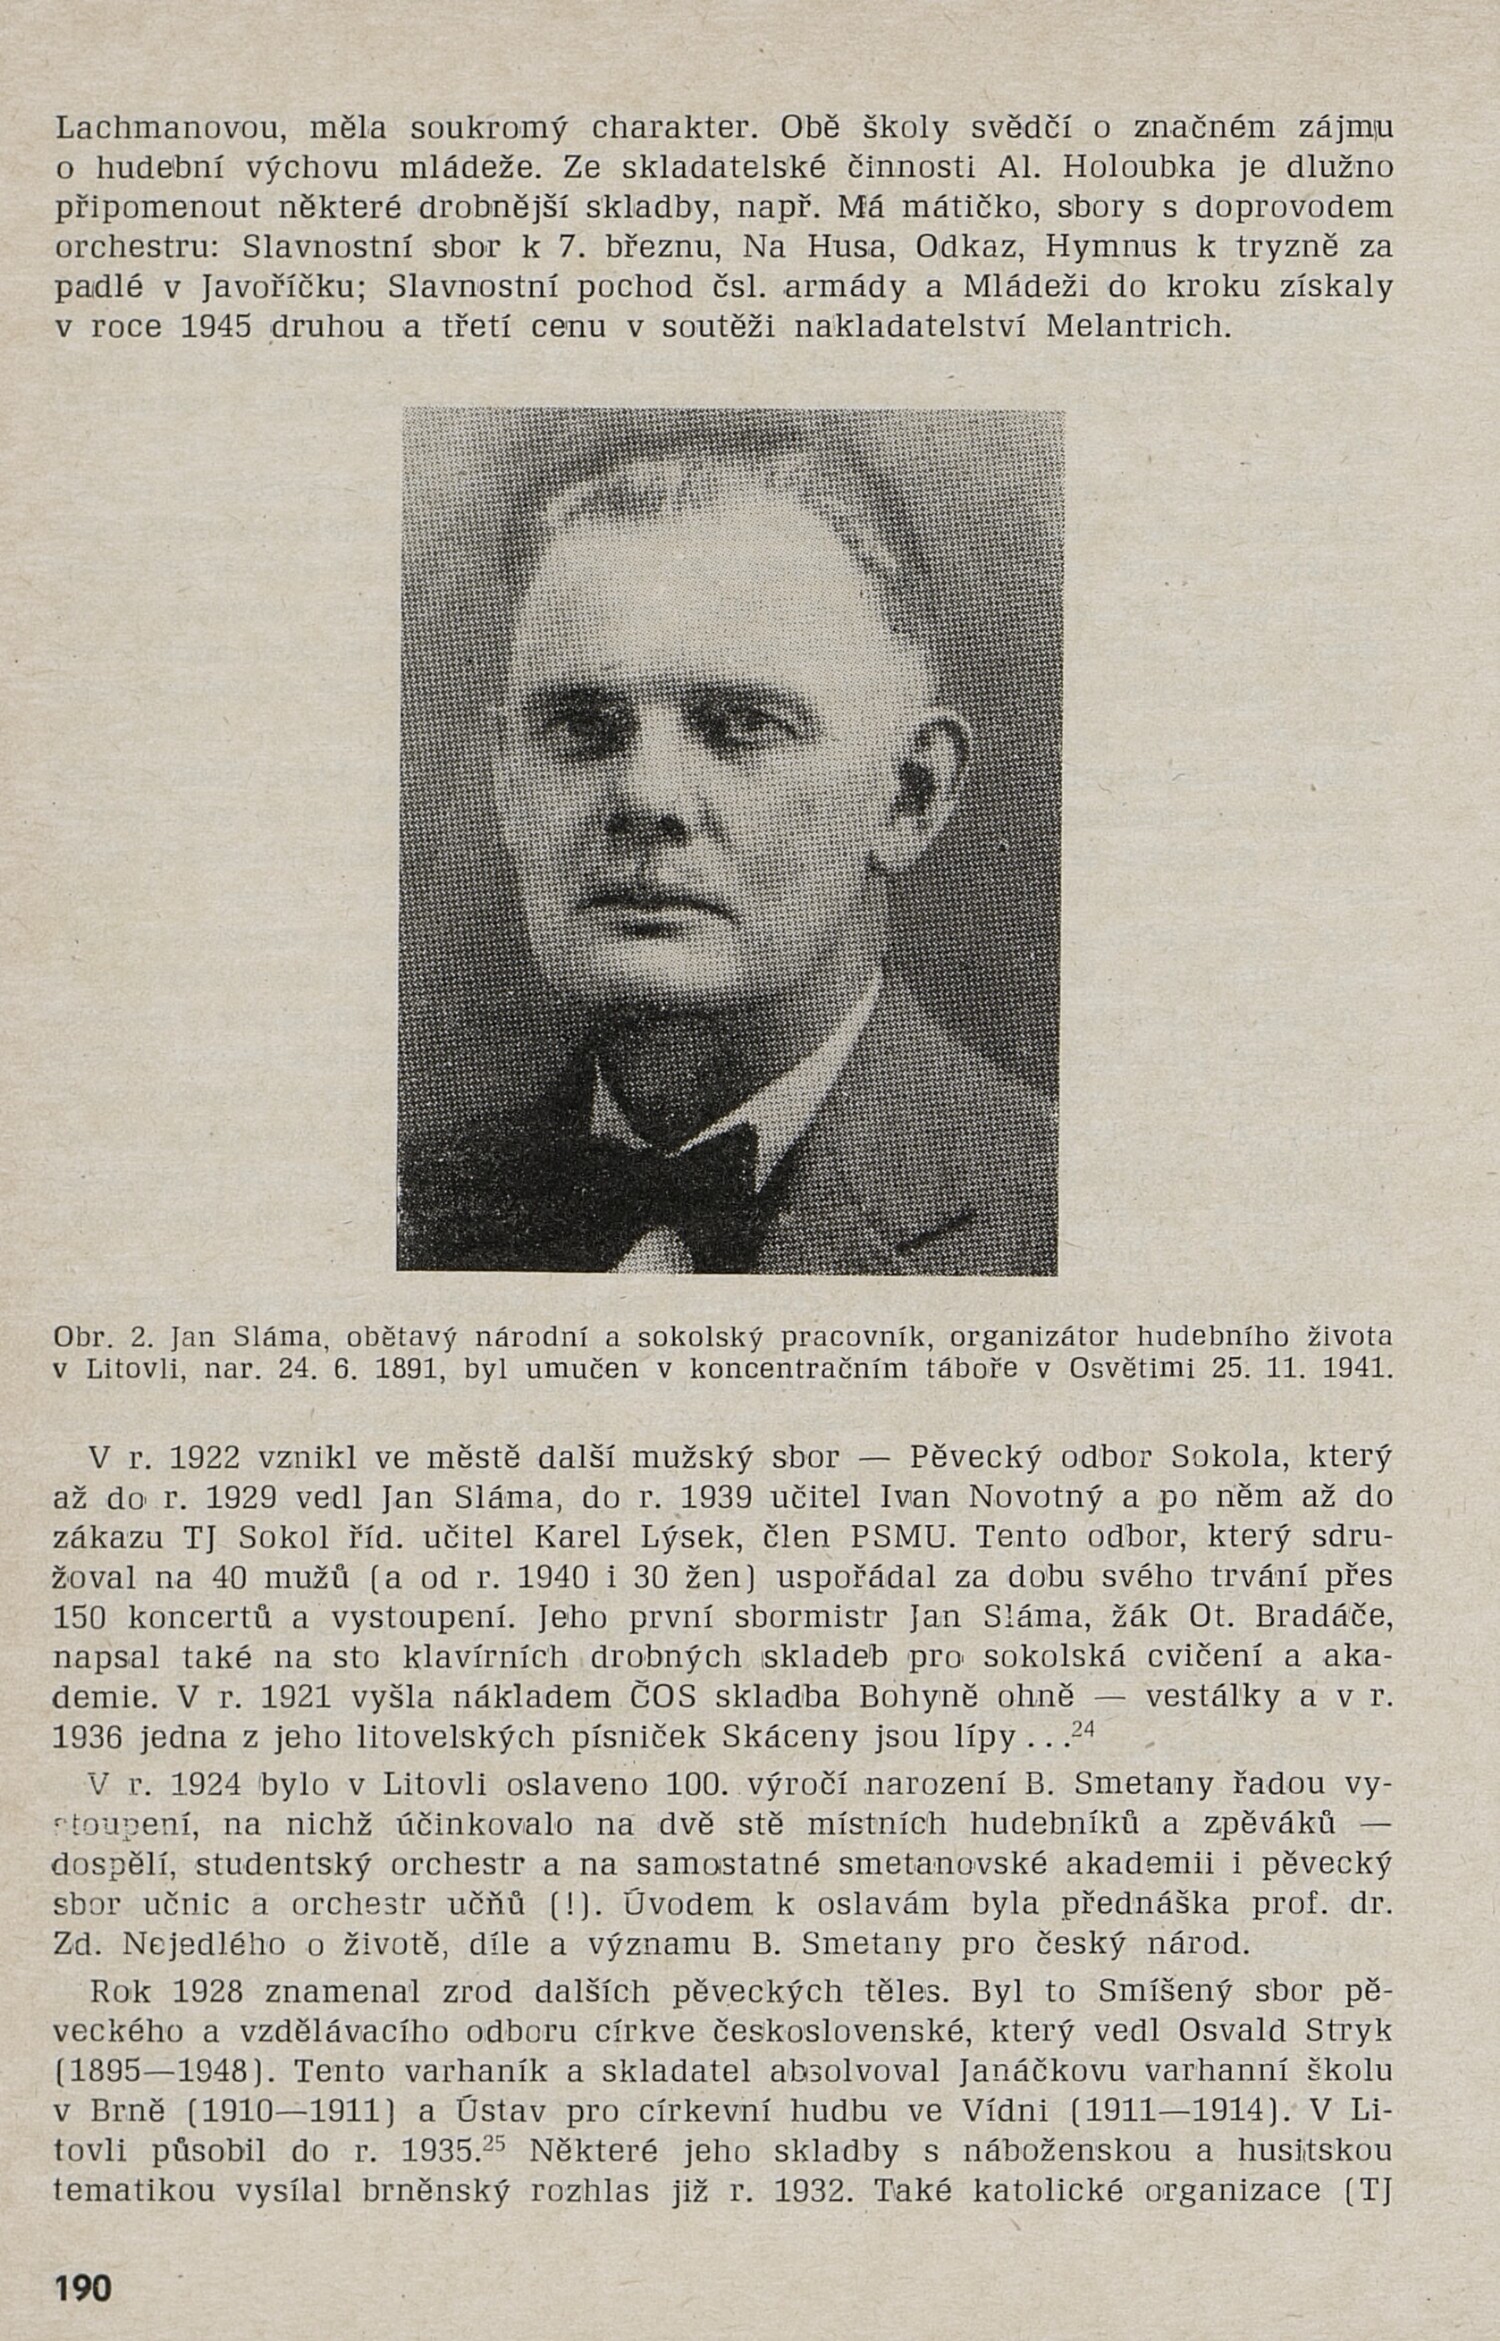 Lachmanovou, měla soukromý charakter. Obě školy svědčí o značném zájmu
o hudební výchovu mládeže. Ze skladatelské činnosti Al. Holoubka je dlužno
připomenout některé drobnější skladby, např. Má mátičko, sbory s doprovodem
orchestru: Slavnostní sbor k 7. březnu, Na Husa, Odkaz, Hymnus k tryzně za
padlé v Javoříčku; Slavnostní pochod čsl. armády a Mládeži do kroku získaly
v roce 1945 druhou a třetí cenu v soutěži nakladatelství Melantrich.
Obr. 2. Jan Sláma, obětavý národní a sokolský pracovník, organizátor hudebního života
v Litovli, nar. 24. 6. 1891, byl umučen v koncentračním táboře v Osvětimi 25. 11. 1941.
V r. 1922 vznikl ve městě další mužský sbor — Pěvecký odbor Sokola, který
až do r. 1929 vedl Jan Sláma, do r. 1939 učitel Ivan Novotný a po něm až do
zákazu TJ Sokol říd. učitel Karel Lýsek, člen PSMU. Tento odbor, který sdru-
žoval na 40 mužů (a od r. 1940 i 30 žen) uspořádal za dobu svého trvání přes
150 koncertů a vystoupení. Jeho první sbormistr Jan Sláma, žák Ot. Bradáče,
napsal také na sto klavírních drobných skladeb pro sokolská cvičení a aka-
demie. V r. 1921 vyšla nákladem ČOS skladba Bohyně ohně — vestálky a v r.
1936 jedna z jeho litovelských písniček Skáceny jsou lípy . . .24
V r. 1924 bylo v Litovli oslaveno 100. výročí narození B. Smetany řadou vy-
stoupení, na nichž účinkovalo na dvě stě místních hudebníků a zpěváků —
dospělí, studentský orchestr a na samostatné smetanovské akademii i pěvecký
sbor učnic a orchestr učňů (!). Úvodem k oslavám byla přednáška prof. dr.
Zd. Nejedlého o životě, díle a významu B. Smetany pro český národ.
Rok 1928 znamenal zrod dalších pěveckých těles. Byl to Smíšený sbor pě-
veckého a vzdělávacího odboru církve československé, který vedl Osvald Stryk
(1895—1948). Tento varhaník a skladatel absolvoval Janáčkovu varhanní školu
v Brně (1910—1911) a Ústav pro církevní hudbu ve Vídni (1911—1914). V Li-
tovli působil do r. 1935.25 Některé jeho skladby s náboženskou a husitskou
tematikou vysílal brněnský rozhlas již r. 1932. Také katolické organizace (TJ
190